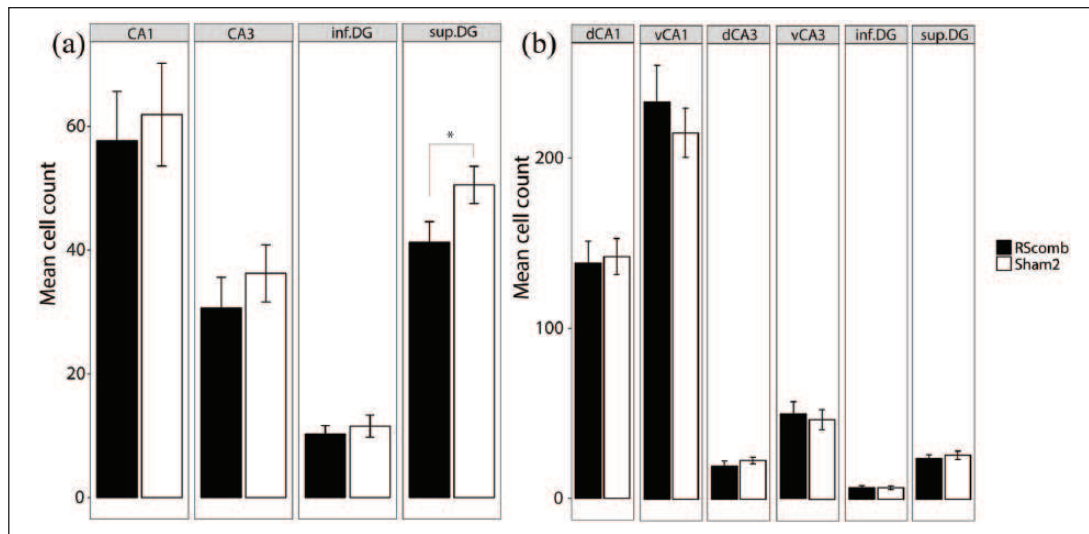 (a) CA1 CA3 inf.DG sup.DG
Mean cell count
60
40
20
0
*
(b) dCA1 vCA1 dCA3 vCA3 inf.DG sup.DG
Mean cell count
200
100
0
RScomb
Sham2